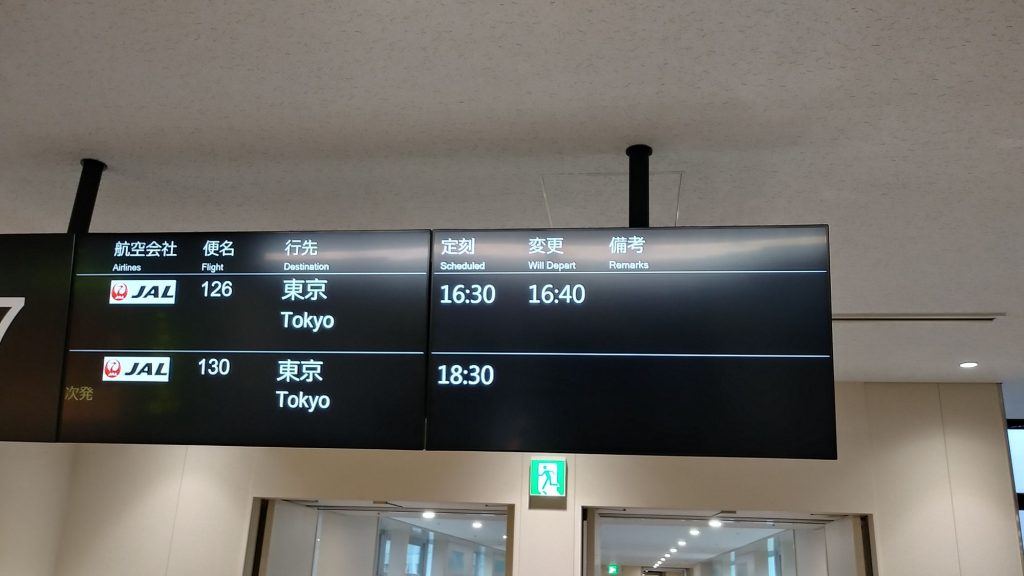 7
航空会社 便名 行先 定刻 変更 備考
Airlines Flight Destination Scheduled Will Depart Remarks
JAL 126 東京 16:30 16:40
Tokyo
JAL 130 東京 18:30
次発 Tokyo